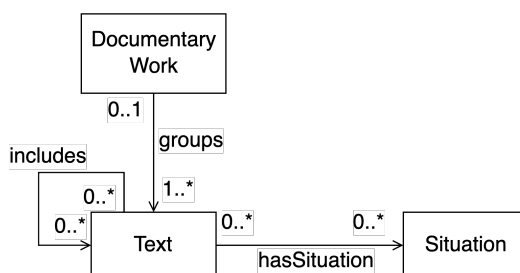 Documentary
Work
0..1
groups
includes
0..*
1..*
0..*
0..*
0..*
Text
hasSituation
Situation